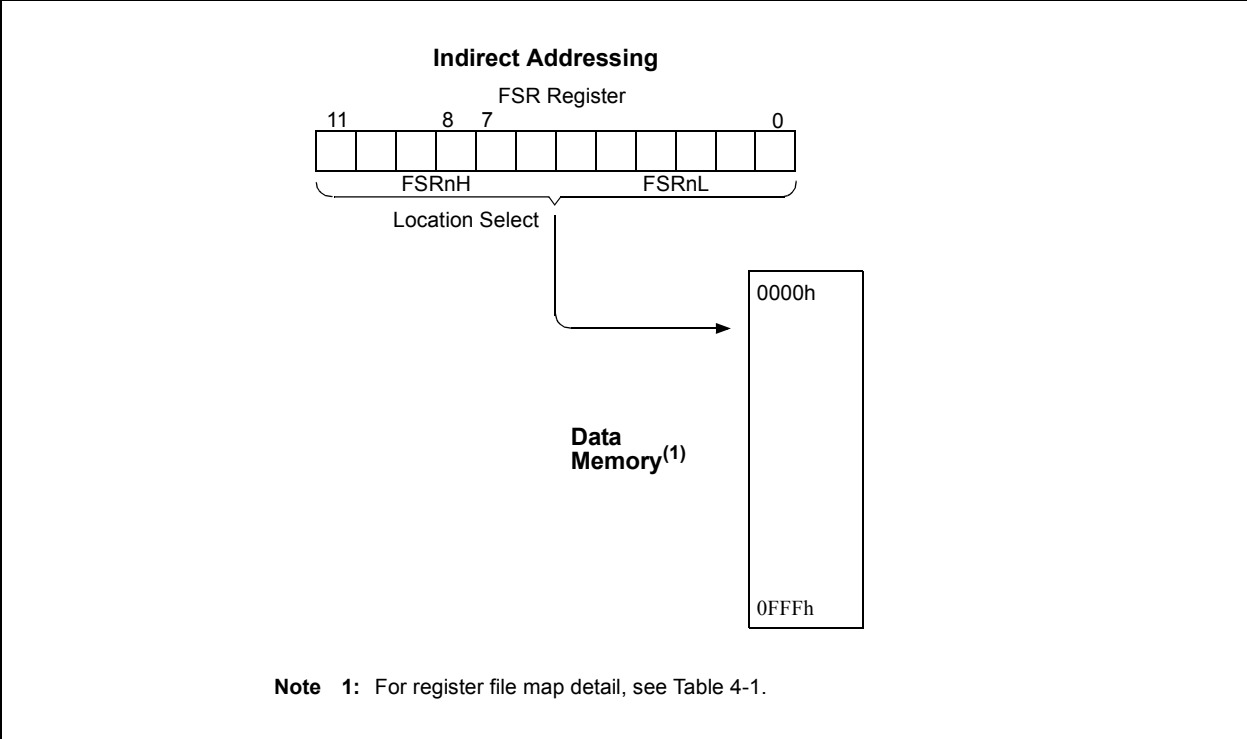 Indirect Addressing
FSR Register
11 8 7 0
FSRnH FSRnL
Location Select
0000h
Data
Memory(1)
0FFFh
Note 1: For register file map detail, see Table 4-1.